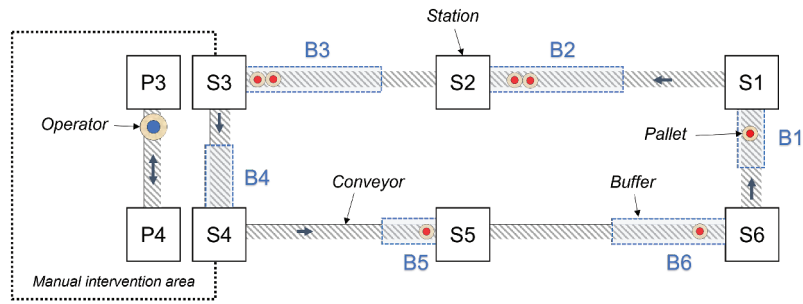 Station
B3
B2
P3
S3
S2
S1
Operator
Pallet
B1
B4
Conveyor
Buffer
P4
S4
S5
S6
B5
B6
Manual intervention area